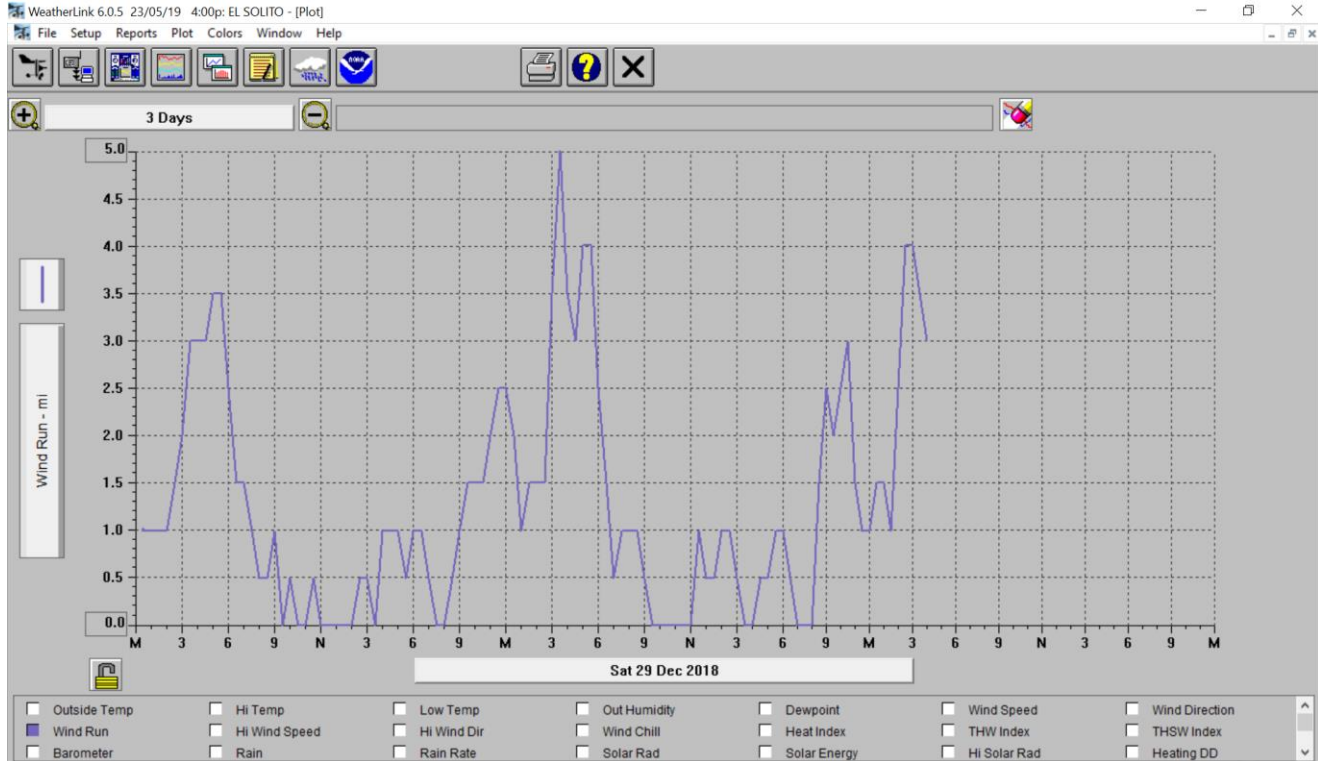 WeatherLink 6.0.5 23/05/19 4:00p: EL SOLITO - [Plot]
File Setup Reports Plot Colors Window Help
3 Days
5.0
4.5
4.0
3.5
3.0
2.5
2.0
1.5
1.0
0.5
0.0
Wind Run - mi
M 3 6 9 N 3 6 9 M 3 6 9 N 3 6 9 M 3 6 9 N 3 6 9 M
Sat 29 Dec 2018
Outside Temp Hi Temp Low Temp Out Humidity Dewpoint Wind Speed Wind Direction
Wind Run Hi Wind Speed Hi Wind Dir Wind Chill Heat Index THW Index THSW Index
Barometer Rain Rain Rate Solar Rad Solar Energy Hi Solar Rad Heating DD